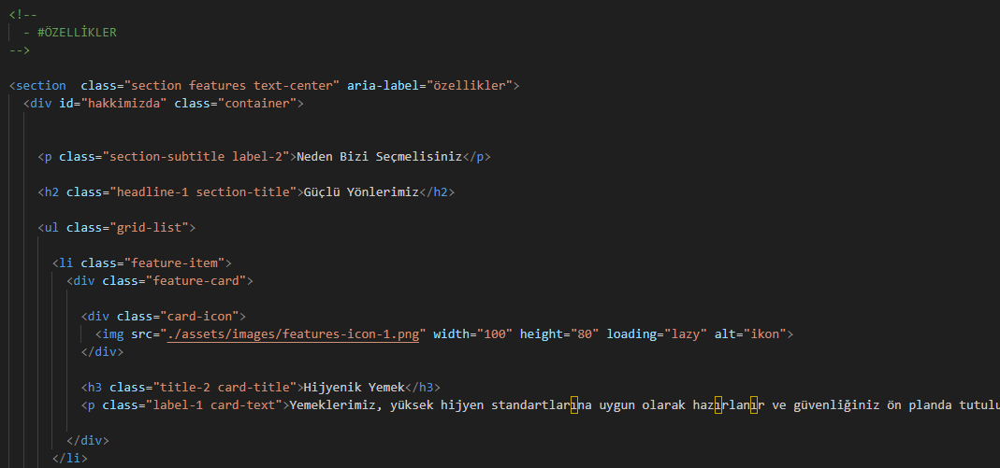 <!--
- #ÖZELLİKLER
-->
<section  class="section features text-center" aria-label="özellikler">
<div id="hakkimizda" class="container">
<p class="section-subtitle label-2">Neden Bizi Seçmelisiniz</p>
<h2 class="headline-1 section-title">Güçlü Yönlerimiz</h2>
<ul class="grid-list">
<li class="feature-item">
<div class="feature-card">
<div class="card-icon">
<img src="./assets/images/features-icon-1.png" width="100" height="80" loading="lazy" alt="ikon">
</div>
<h3 class="title-2 card-title">Hijyenik Yemek</h3>
<p class="label-1 card-text">Yemeklerimiz, yüksek hijyen standartlarına uygun olarak hazırlanır ve güvenliğiniz ön planda tutulu
</div>
</li>